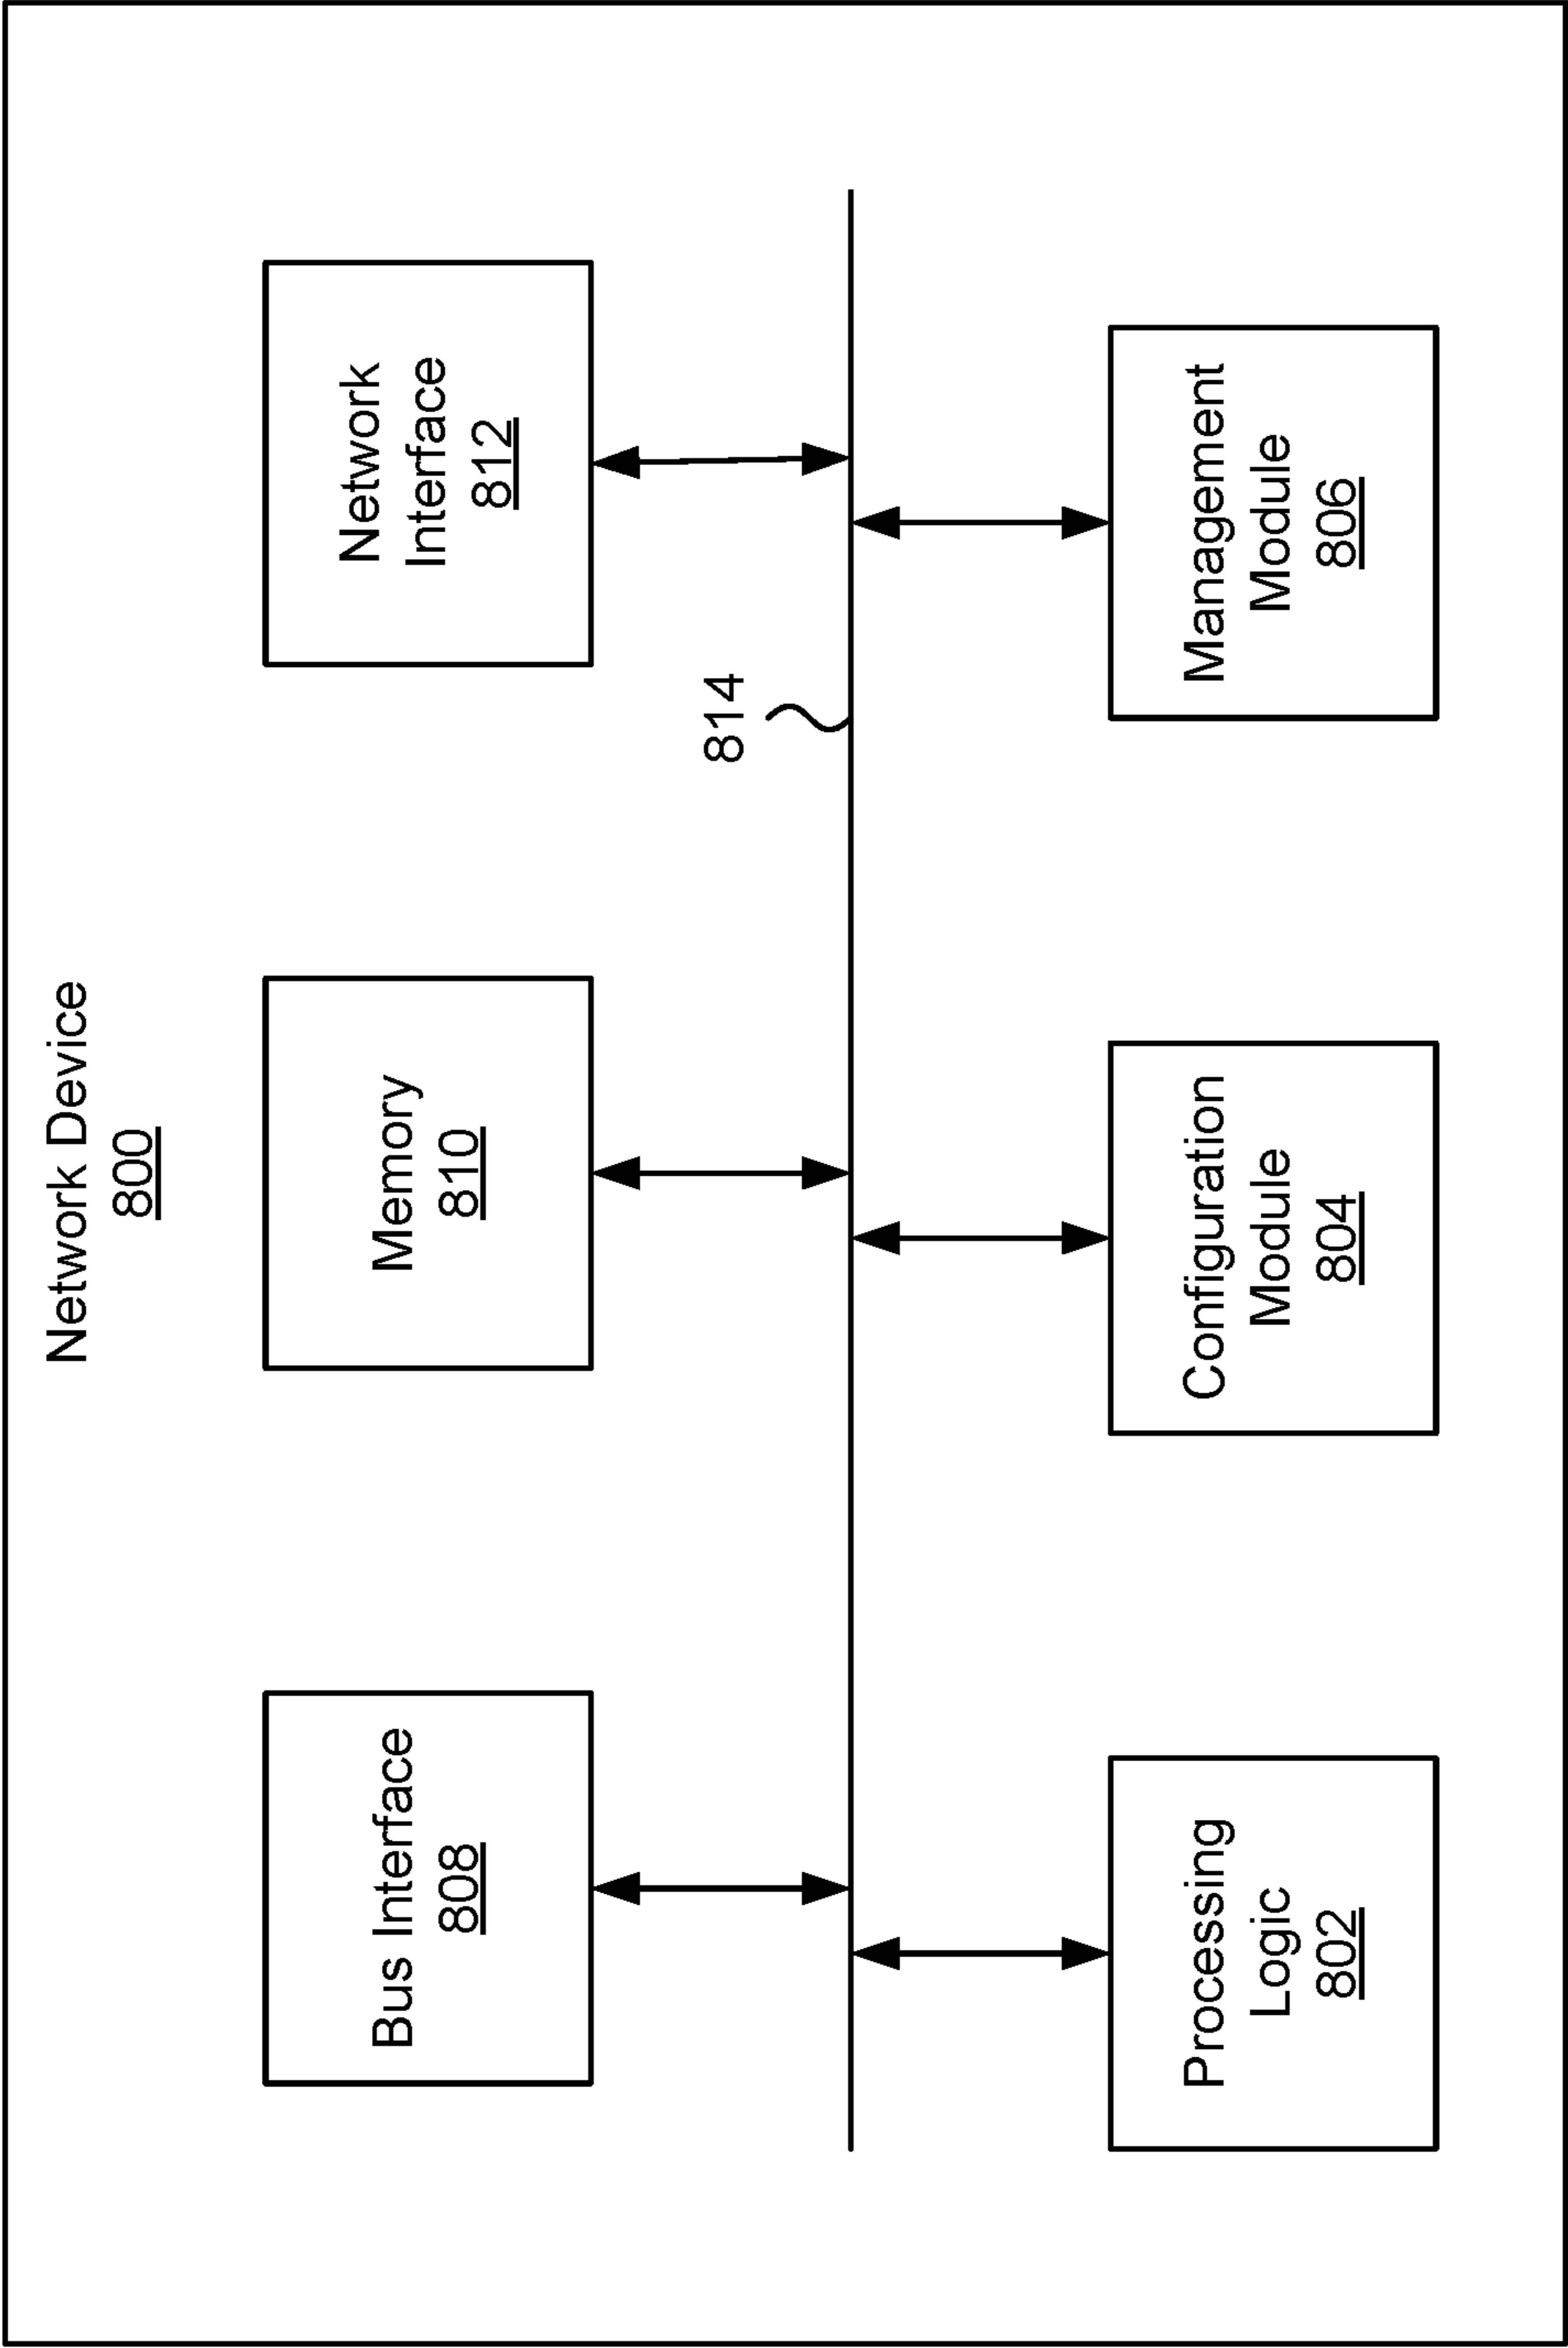 Network Device
800
Bus Interface
808
Memory
810
Network
Interface
812
814
Processing
Logic
802
Configuration
Module
804
Management
Module
806